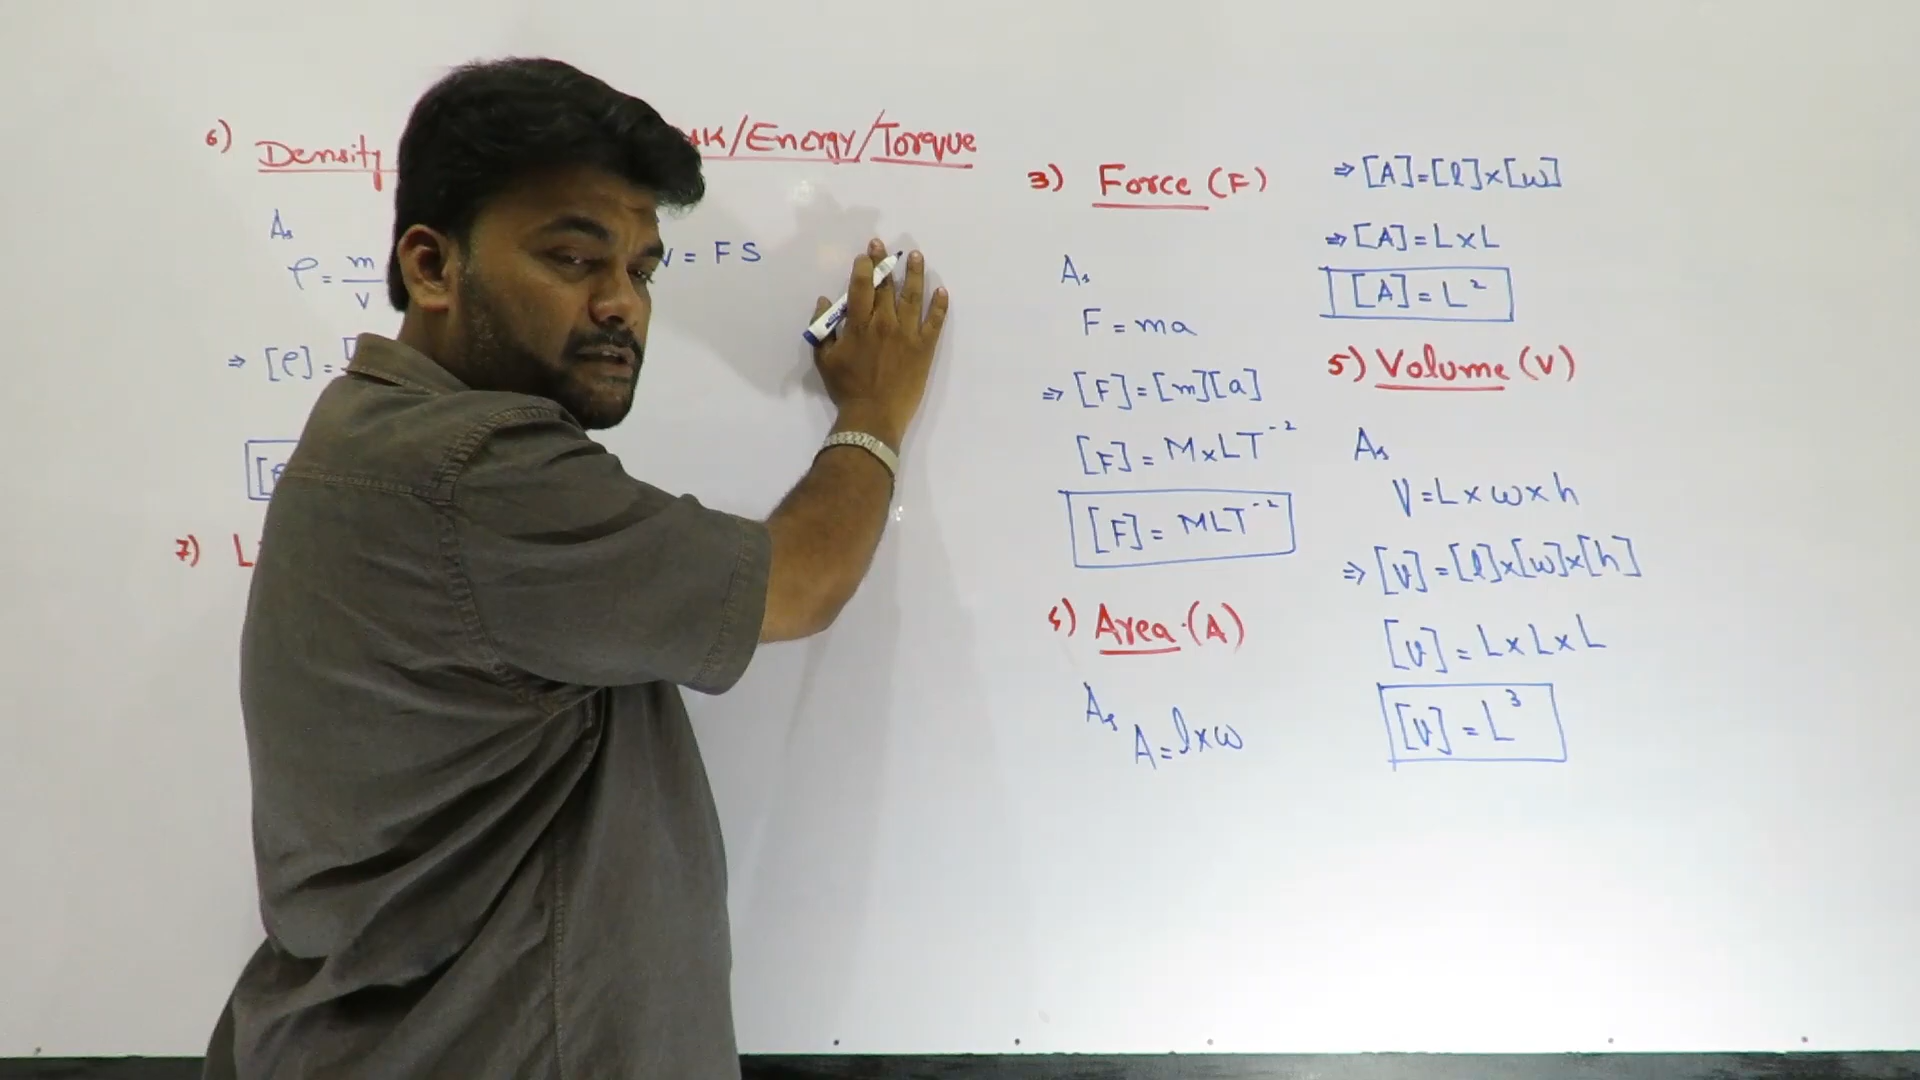 6) Density
As
ρ = m/v
⇒ [ρ] =
7)
/Energy/Torque
= FS
3) Force (F)
As
F = ma
⇒ [F] = [m][a]
[F] = M×LT⁻²
[F] = MLT⁻²
4) Area (A)
As
A = l×w
⇒ [A] = [l]×[w]
⇒ [A] = L×L
[A] = L²
5) Volume (V)
As
V = L×w×h
⇒ [V] = [l]×[w]×[h]
[V] = L×L×L
[V] = L³